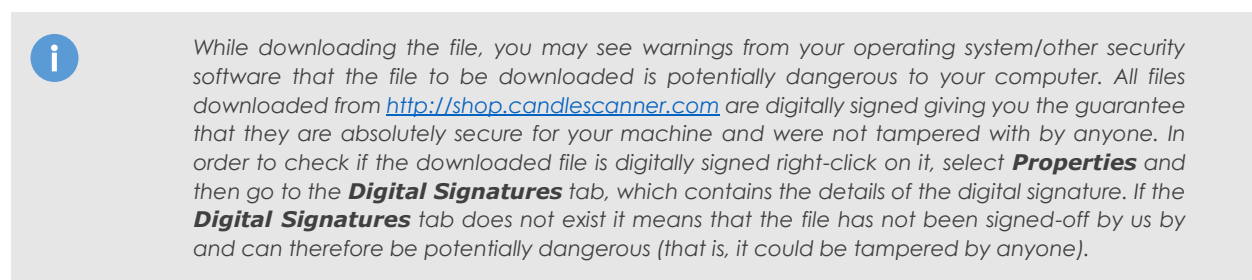 i
While downloading the file, you may see warnings from your operating system/other security
software that the file to be downloaded is potentially dangerous to your computer. All files
downloaded from http://shop.candlescanner.com are digitally signed giving you the guarantee
that they are absolutely secure for your machine and were not tampered with by anyone. In
order to check if the downloaded file is digitally signed right-click on it, select Properties and
then go to the Digital Signatures tab, which contains the details of the digital signature. If the
Digital Signatures tab does not exist it means that the file has not been signed-off by us by
and can therefore be potentially dangerous (that is, it could be tampered by anyone).